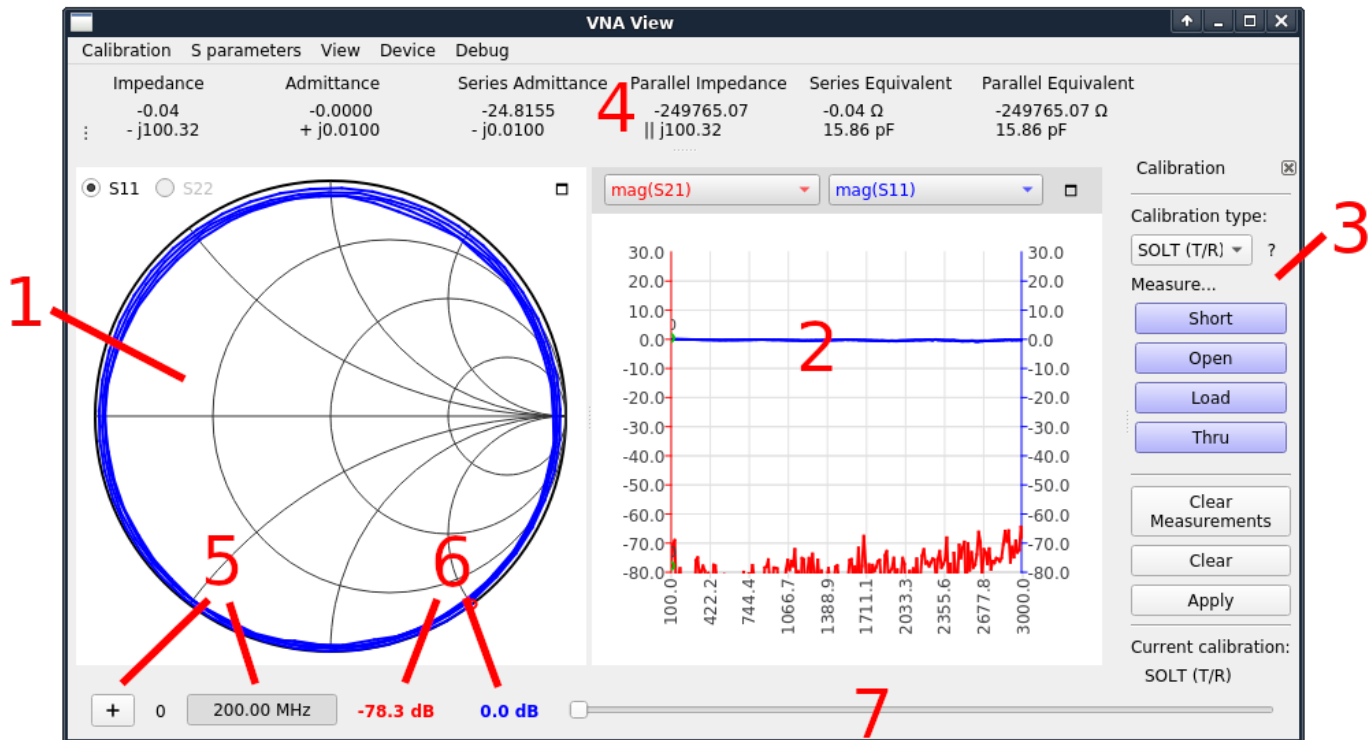 VNA View
Calibration S parameters View Device Debug
Impedance Admittance Series Admittance Parallel Impedance Series Equivalent Parallel Equivalent
-0.04 -0.0000 -24.8155 -249765.07 -0.04 Ω -249765.07 Ω
- j100.32 + j0.0100 - j0.0100 || j100.32 15.86 pF 15.86 pF
4
S11 S22
mag(S21) mag(S11)
1
30.0 30.0
20.0 20.0
10.0 10.0
0
0.0 0.0
2
-10.0 -10.0
-20.0 -20.0
-30.0 -30.0
-40.0 -40.0
-50.0 -50.0
-60.0 -60.0
-70.0 -70.0
-80.0 -80.0
100.0 422.2 744.4 1066.7 1388.9 1711.1 2033.3 2355.6 2677.8 3000.0
Calibration
Calibration type:
3
SOLT (T/R) ?
Measure...
Short
Open
Load
Thru
Clear
Measurements
Clear
Apply
Current calibration:
SOLT (T/R)
5 6
+ 0 200.00 MHz -78.3 dB 0.0 dB
7